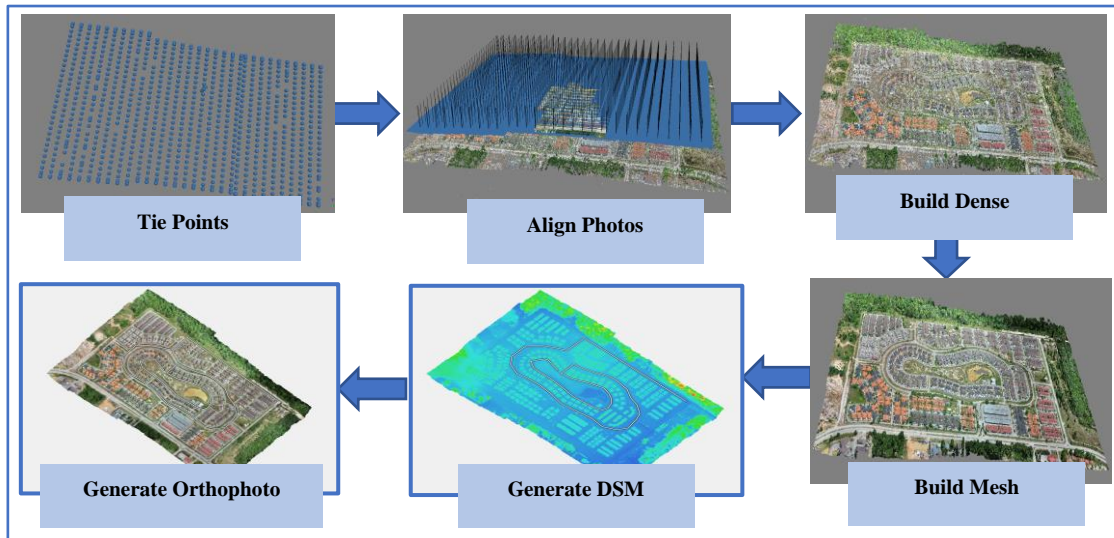 Tie Points
Align Photos
Build Dense
Build Mesh
Generate DSM
Generate Orthophoto